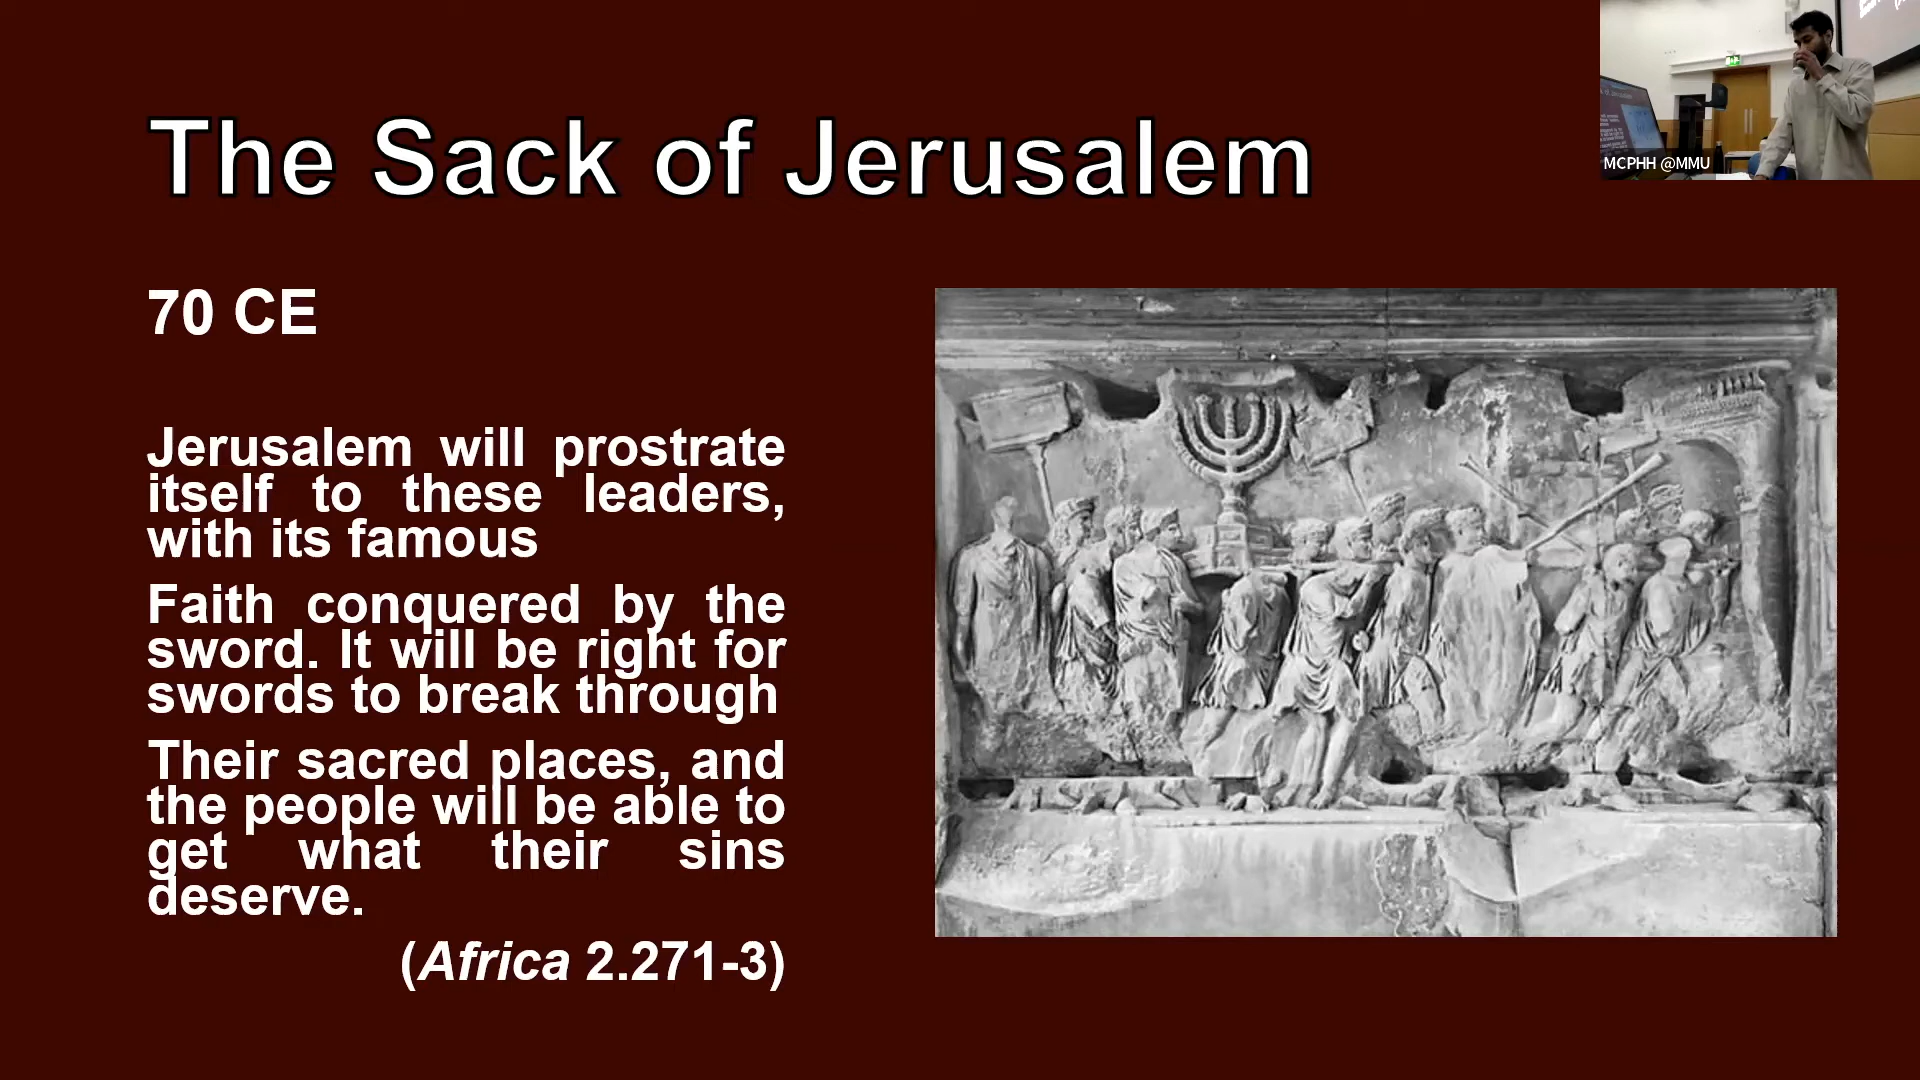 The Sack of Jerusalem
MCPHH @MMU
70 CE
Jerusalem will prostrate
itself to these leaders,
with its famous
Faith conquered by the
sword. It will be right for
swords to break through
Their sacred places, and
the people will be able to
get what their sins
deserve.
(Africa 2.271-3)